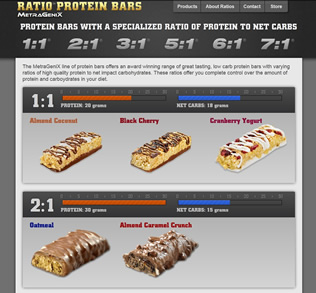 RATIO PROTEIN BARS
METRAGENIX
Products About Ratios Contact Store
PROTEIN BARS WITH A SPECIALIZED RATIO OF PROTEIN TO NET CARBS
1:1 2:1 3:1 5:1 6:1 7:1
The MetraGeniX line of protein bars offers an award winning range of great tasting, low carb protein bars with varying
ratios of high quality protein to net impact carbohydrates. These ratios offer you complete control over the amount of
protein and carbohydrates in your diet.
1:1
PROTEIN: 20 grams NET CARBS: 18 grams
Almond Coconut Black Cherry Cranberry Yogurt
2:1
PROTEIN: 30 grams NET CARBS: 15 grams
Oatmeal Almond Caramel Crunch